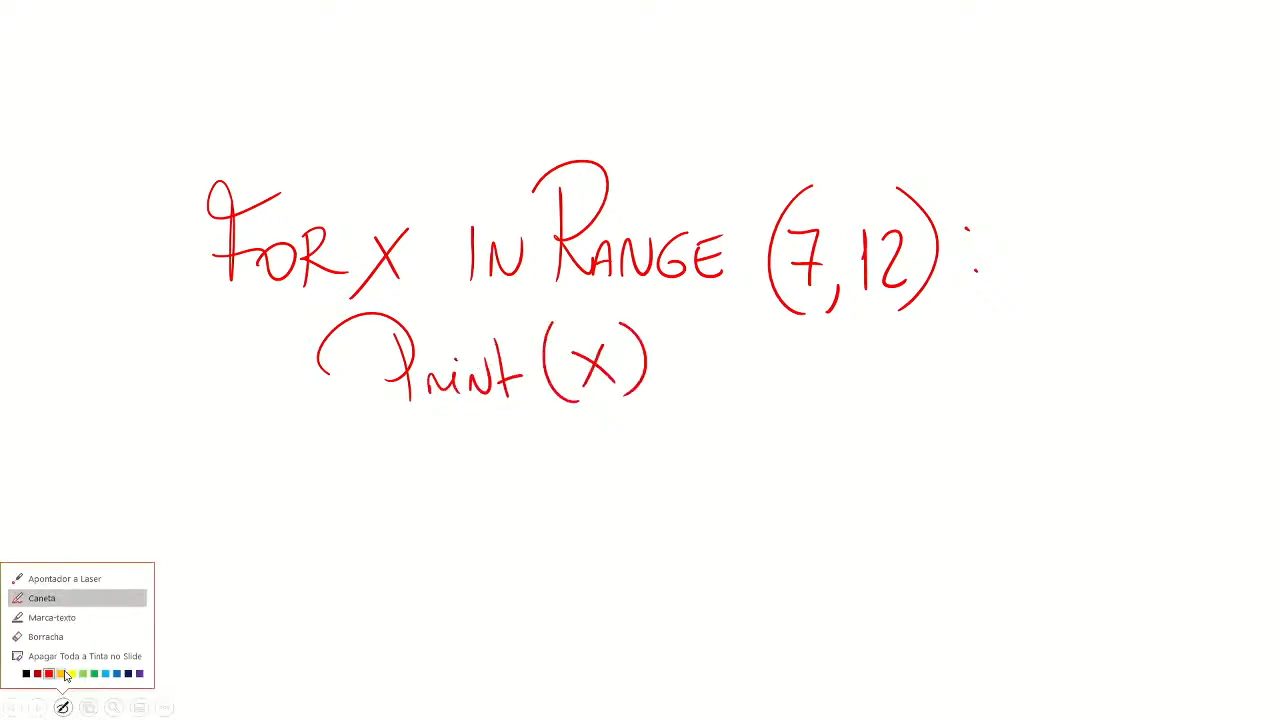 FOR X IN RANGE (7,12):
Print(x)
Apontador a Laser
Caneta
Marca-texto
Borracha
Apagar Toda a Tinta no Slide